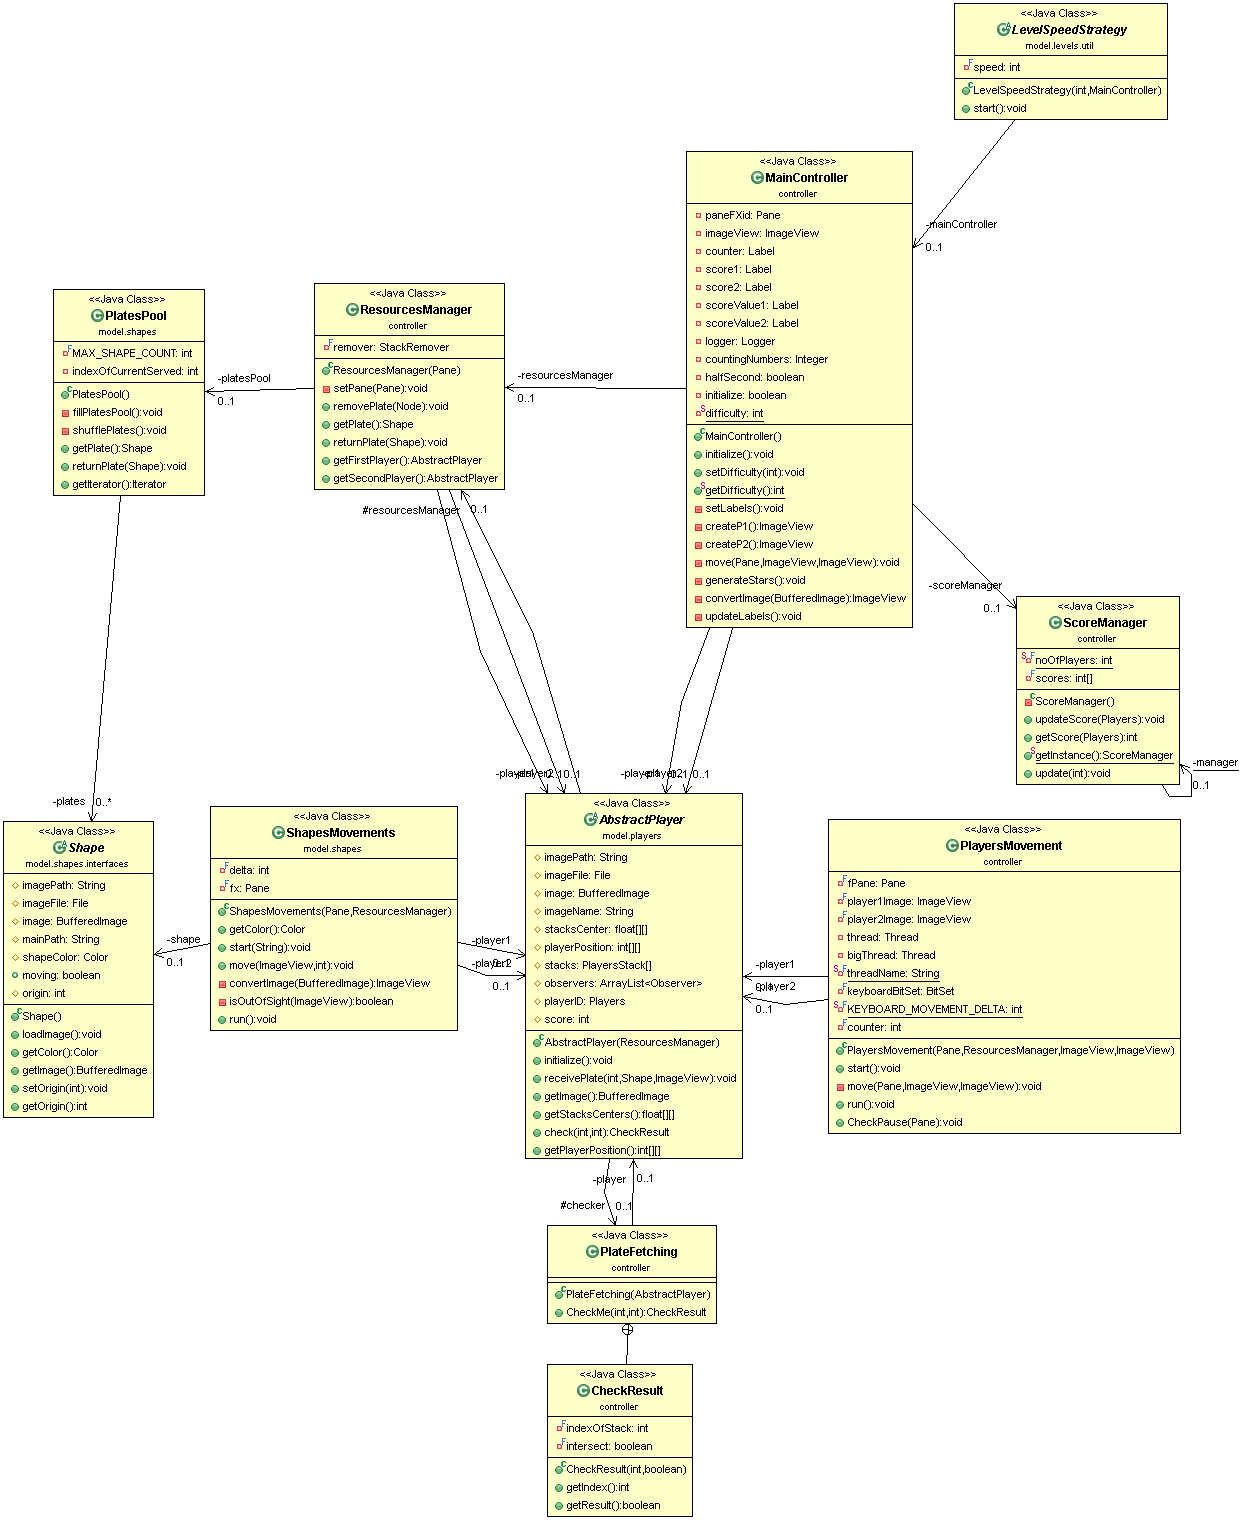 <<Java Class>>
LevelSpeedStrategy
model.levels.util
speed: int
LevelSpeedStrategy(int,MainController)
start():void
-mainController
0..1
<<Java Class>>
MainController
controller
paneFXid: Pane
imageView: ImageView
counter: Label
score1: Label
score2: Label
scoreValue1: Label
scoreValue2: Label
logger: Logger
countingNumbers: Integer
halfSecond: boolean
initialize: boolean
difficulty: int
MainController()
initialize():void
setDifficulty(int):void
getDifficulty():int
setLabels():void
createP1():ImageView
createP2():ImageView
move(Pane,ImageView,ImageView):void
generateStars():void
convertImage(BufferedImage):ImageView
updateLabels():void
-resourcesManager
0..1
<<Java Class>>
ResourcesManager
controller
remover: StackRemover
ResourcesManager(Pane)
setPane(Pane):void
removePlate(Node):void
getPlate():Shape
returnPlate(Shape):void
getFirstPlayer():AbstractPlayer
getSecondPlayer():AbstractPlayer
-platesPool
0..1
<<Java Class>>
PlatesPool
model.shapes
MAX_SHAPE_COUNT: int
indexOfCurrentServed: int
PlatesPool()
fillPlatesPool():void
shufflePlates():void
getPlate():Shape
returnPlate(Shape):void
getIterator():Iterator
#resourcesManager
0..1
-scoreManager
0..1
<<Java Class>>
ScoreManager
controller
noOfPlayers: int
scores: int[]
ScoreManager()
updateScore(Players):void
getScore(Players):int
getInstance():ScoreManager
update(int):void
-manager
0..1
-player2
0..1
-player2
0..1
-plates
0..*
<<Java Class>>
Shape
model.shapes.interfaces
imagePath: String
imageFile: File
image: BufferedImage
mainPath: String
shapeColor: Color
moving: boolean
origin: int
Shape()
loadImage():void
getColor():Color
getImage():BufferedImage
setOrigin(int):void
getOrigin():int
-shape
0..1
<<Java Class>>
ShapesMovements
model.shapes
delta: int
fx: Pane
ShapesMovements(Pane,ResourcesManager)
getColor():Color
start(String):void
move(ImageView,int):void
convertImage(BufferedImage):ImageView
isOutOfSight(ImageView):boolean
run():void
-player1
0..1
-player2
0..1
<<Java Class>>
AbstractPlayer
model.players
imagePath: String
imageFile: File
image: BufferedImage
imageName: String
stacksCenter: float[][]
playerPosition: int[][]
stacks: PlayersStack[]
observers: ArrayList<Observer>
playerID: Players
score: int
AbstractPlayer(ResourcesManager)
initialize():void
receivePlate(int,Shape,ImageView):void
getImage():BufferedImage
getStacksCenters():float[][]
check(int,int):CheckResult
getPlayerPosition():int[][]
-player1
0..1
-player2
0..1
<<Java Class>>
PlayersMovement
controller
fPane: Pane
player1Image: ImageView
player2Image: ImageView
thread: Thread
bigThread: Thread
threadName: String
keyboardBitSet: BitSet
KEYBOARD_MOVEMENT_DELTA: int
counter: int
PlayersMovement(Pane,ResourcesManager,ImageView,ImageView)
start():void
move(Pane,ImageView,ImageView):void
run():void
CheckPause(Pane):void
-player
0..1
#checker
0..1
<<Java Class>>
PlateFetching
controller
PlateFetching(AbstractPlayer)
CheckMe(int,int):CheckResult
<<Java Class>>
CheckResult
controller
indexOfStack: int
intersect: boolean
CheckResult(int,boolean)
getIndex():int
getResult():boolean